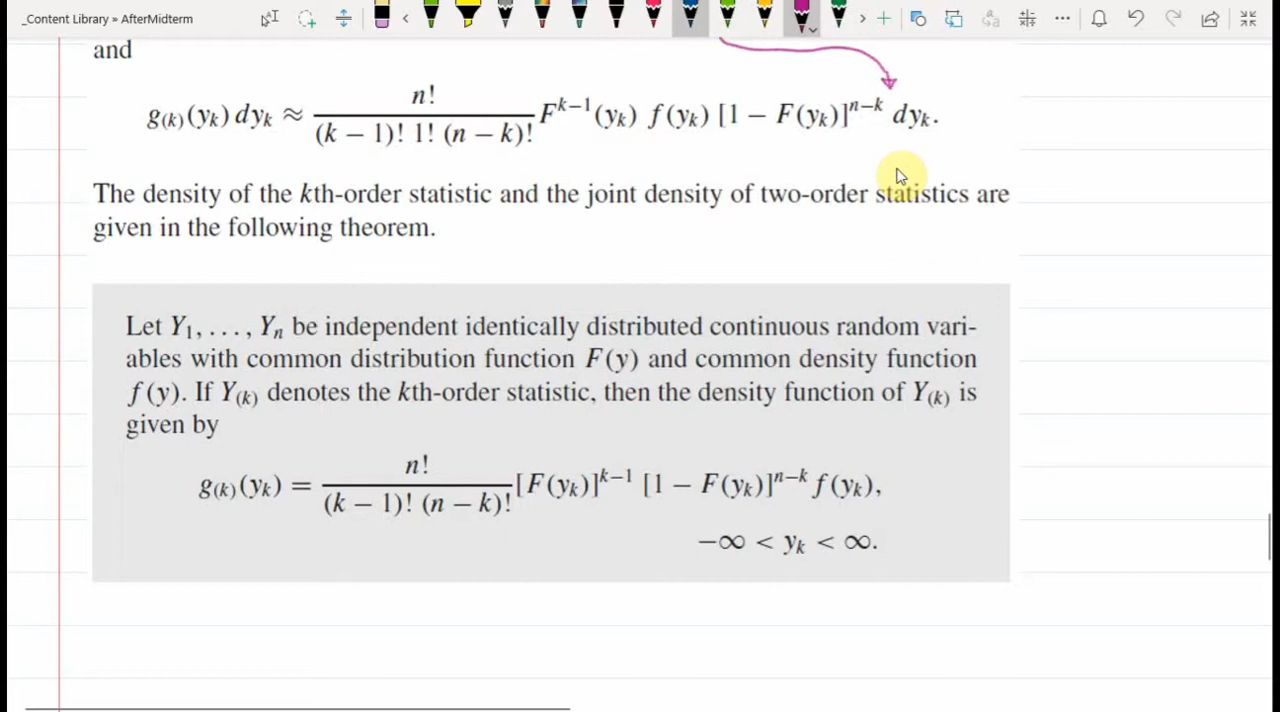 _Content Library » AfterMidterm
and
g₍ₖ₎(yₖ) dyₖ ≈ n! / ((k − 1)! 1! (n − k)!) Fᵏ⁻¹(yₖ) f(yₖ) [1 − F(yₖ)]ⁿ⁻ᵏ dyₖ.
The density of the kth-order statistic and the joint density of two-order statistics are
given in the following theorem.
Let Y₁, . . . , Yₙ be independent identically distributed continuous random vari-
ables with common distribution function F(y) and common density function
f(y). If Y₍ₖ₎ denotes the kth-order statistic, then the density function of Y₍ₖ₎ is
given by
g₍ₖ₎(yₖ) = n! / ((k − 1)! (n − k)!) [F(yₖ)]ᵏ⁻¹ [1 − F(yₖ)]ⁿ⁻ᵏ f(yₖ),
−∞ < yₖ < ∞.